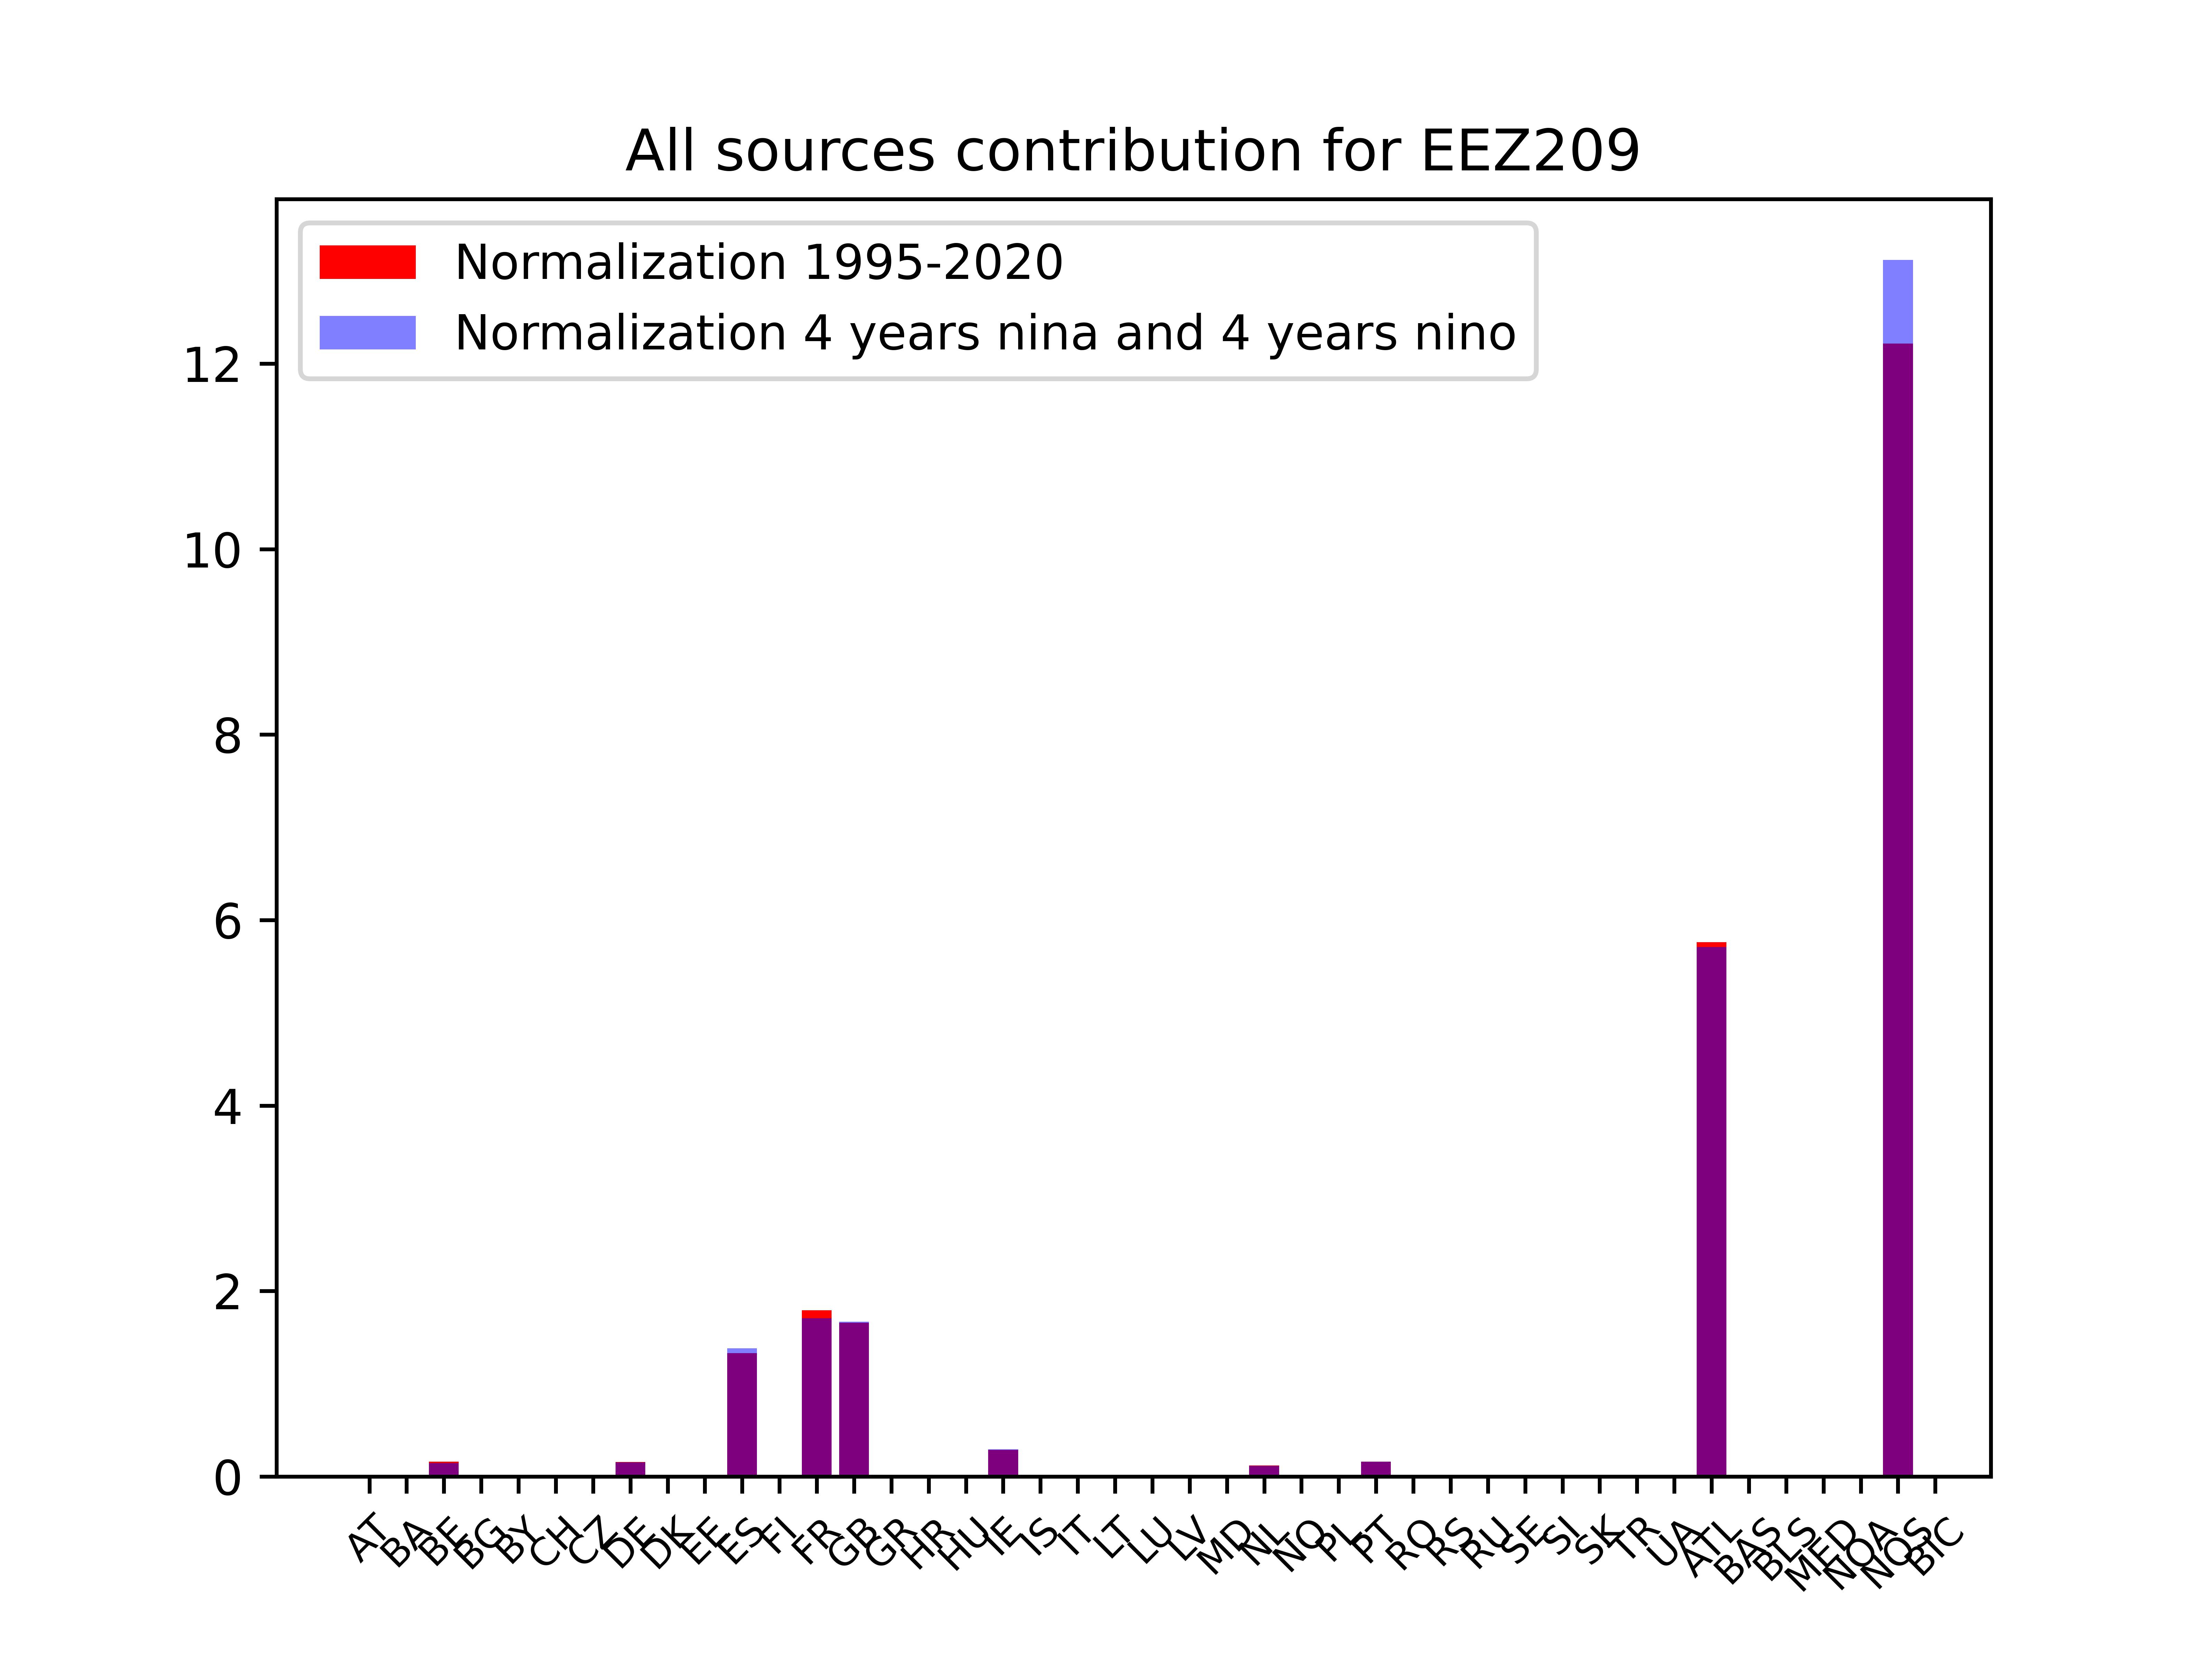 All sources contribution for EEZ209
Normalization 1995-2020
Normalization 4 years nina and 4 years nino
12
10
8
6
4
2
0
AT
BA
BE
BG
BY
CH
CZ
DE
DK
EE
ES
FI
FR
GB
GR
HR
HU
IE
IS
IT
LT
LU
LV
MD
NL
NO
PL
PT
RO
RS
RU
SE
SI
SK
TR
UA
ATL
BAS
BLS
MED
NOA
NOS
BIC